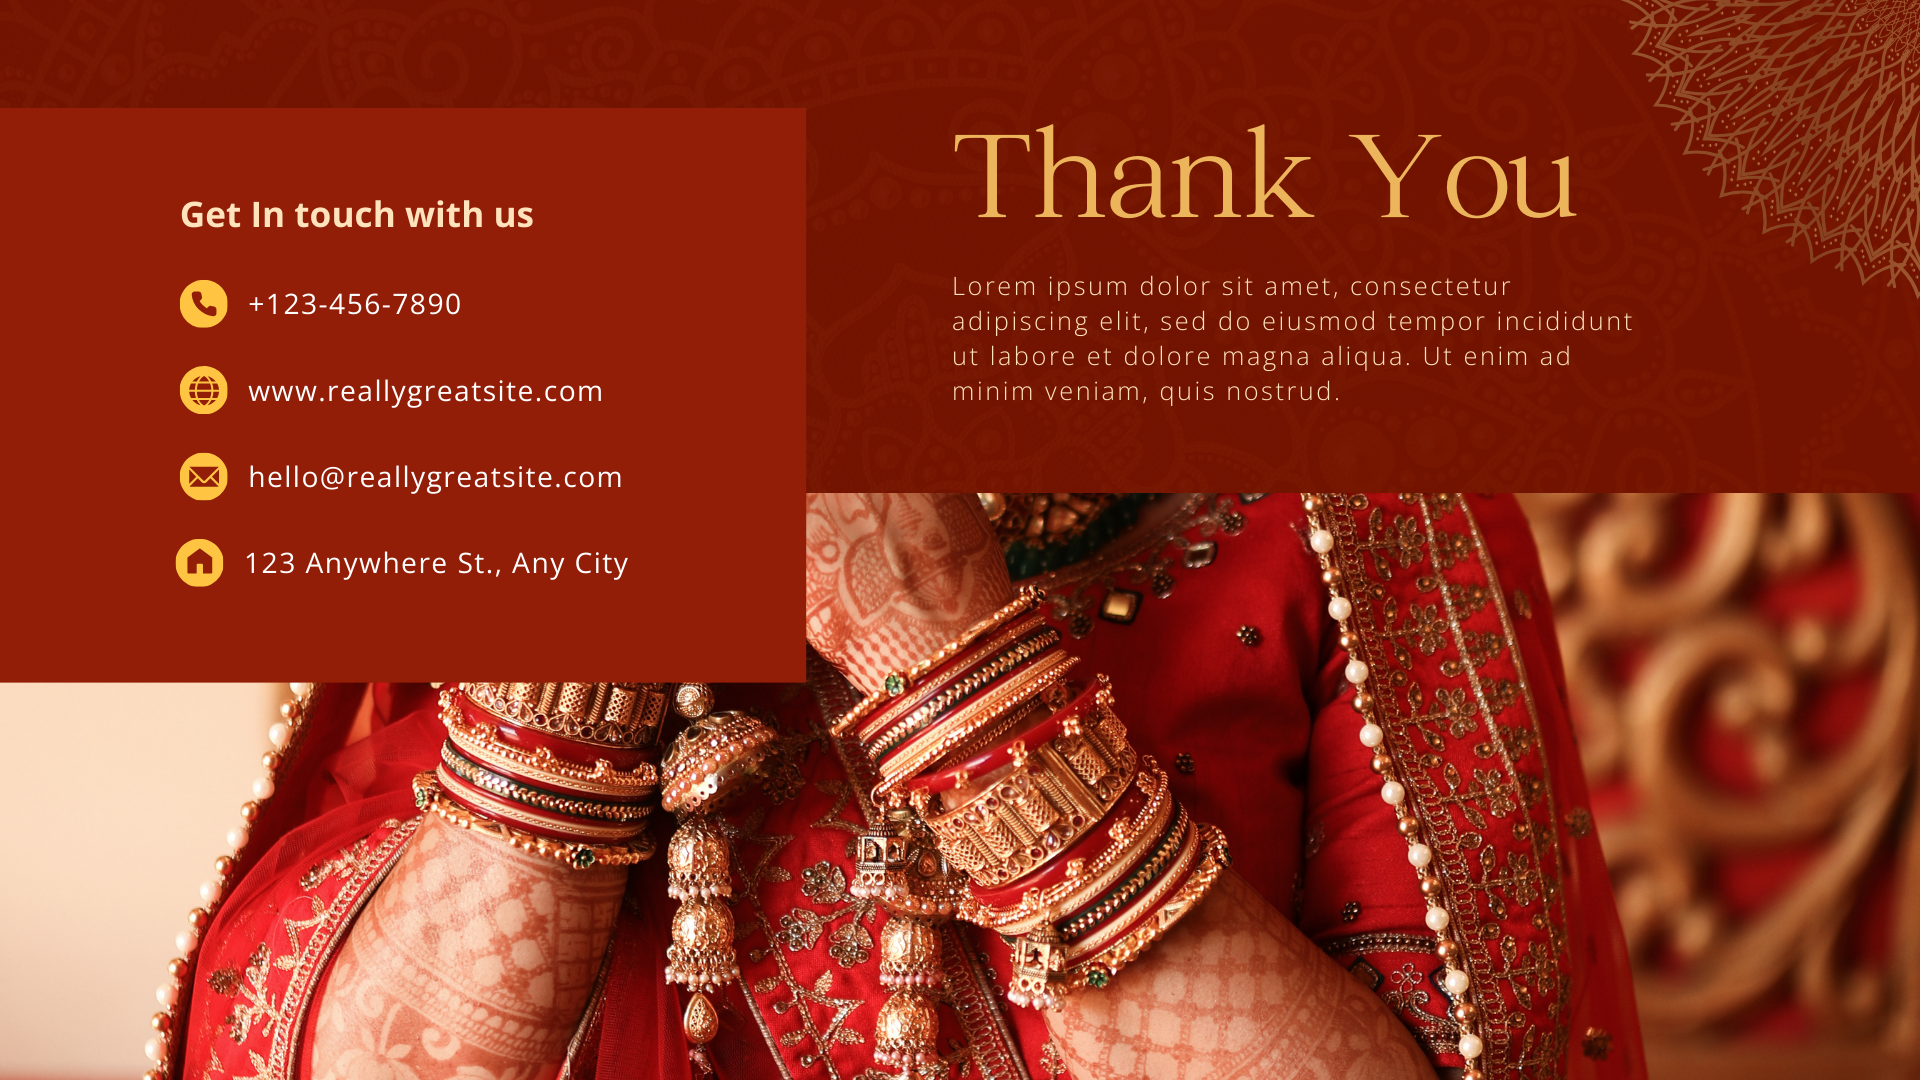 Thank You
Lorem ipsum dolor sit amet, consectetur
adipiscing elit, sed do eiusmod tempor incididunt
ut labore et dolore magna aliqua. Ut enim ad
minim veniam, quis nostrud.
Get In touch with us
+123-456-7890
www.reallygreatsite.com
hello@reallygreatsite.com
123 Anywhere St., Any City